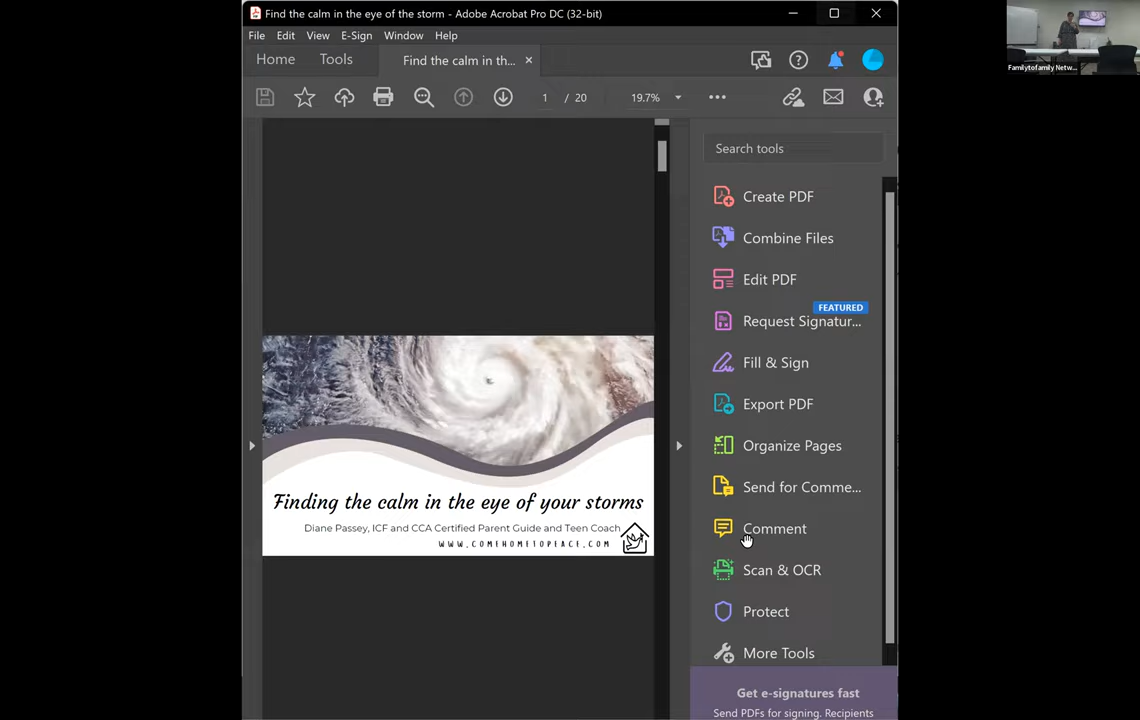 Find the calm in the eye of the storm - Adobe Acrobat Pro DC (32-bit)
File Edit View E-Sign Window Help
Home Tools Find the calm in th... ×
1 / 20 19.7%
Familytofamily Netw...
Search tools
Create PDF
Combine Files
Edit PDF
FEATURED
Request Signatur...
Fill & Sign
Export PDF
Organize Pages
Send for Comme...
Comment
Scan & OCR
Protect
More Tools
Get e-signatures fast
Send PDFs for signing. Recipients
Finding the calm in the eye of your storms
Diane Passey, ICF and CCA Certified Parent Guide and Teen Coach
WWW.COMEHOMETOPEACE.COM